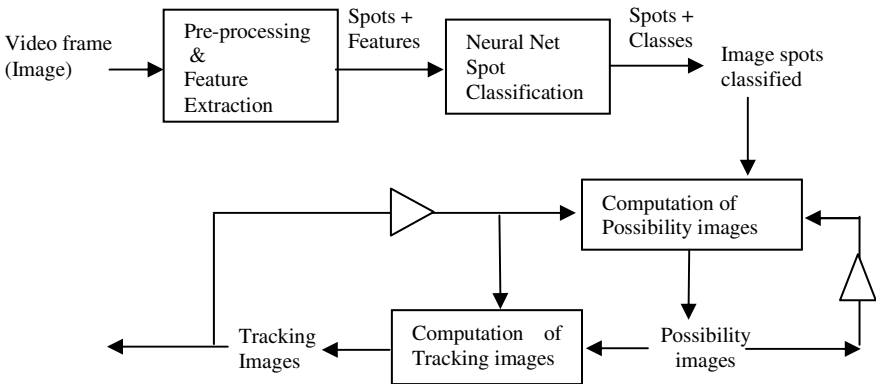 Video frame
(Image)
Pre-processing
&
Feature
Extraction
Spots +
Features
Neural Net
Spot
Classification
Spots +
Classes
Image spots
classified
Computation of
Possibility images
Tracking
Images
Computation of
Tracking images
Possibility
images